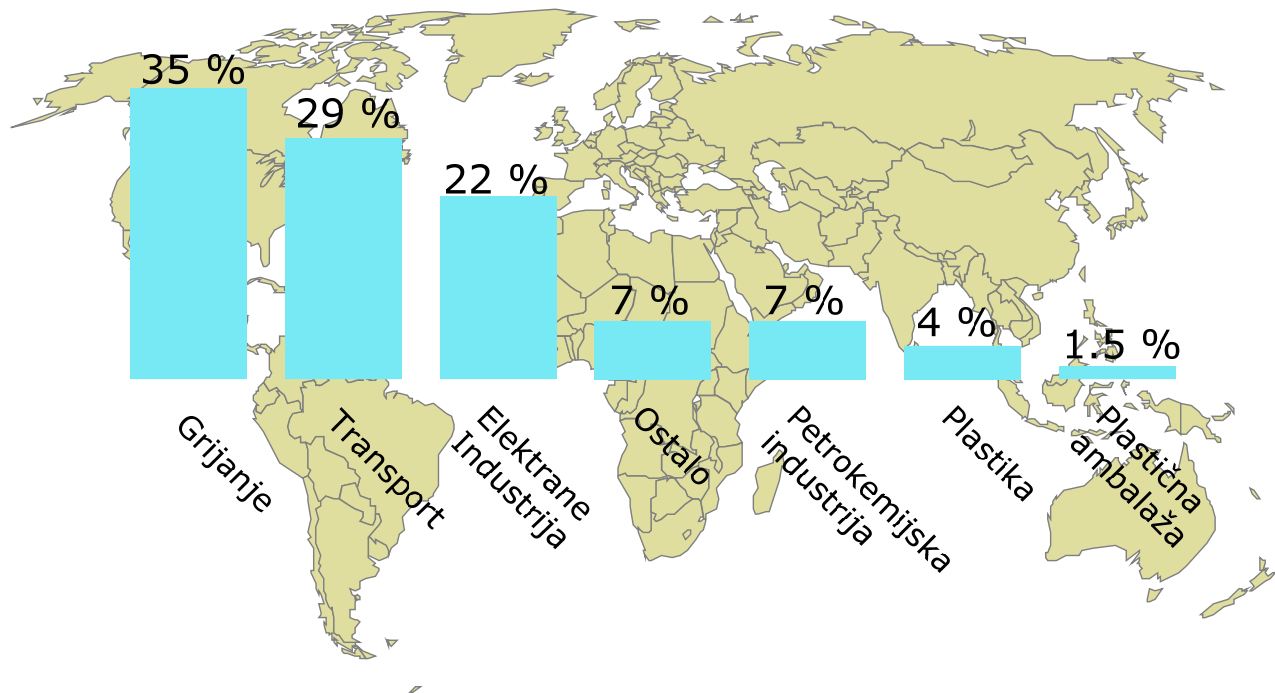 35 %
29 %
22 %
7 %
7 %
4 %
1.5 %
Grijanje
Transport
Elektrane
Industrija
Ostalo
Petrokemijska
industrija
Plastika
Plastična
ambalaža